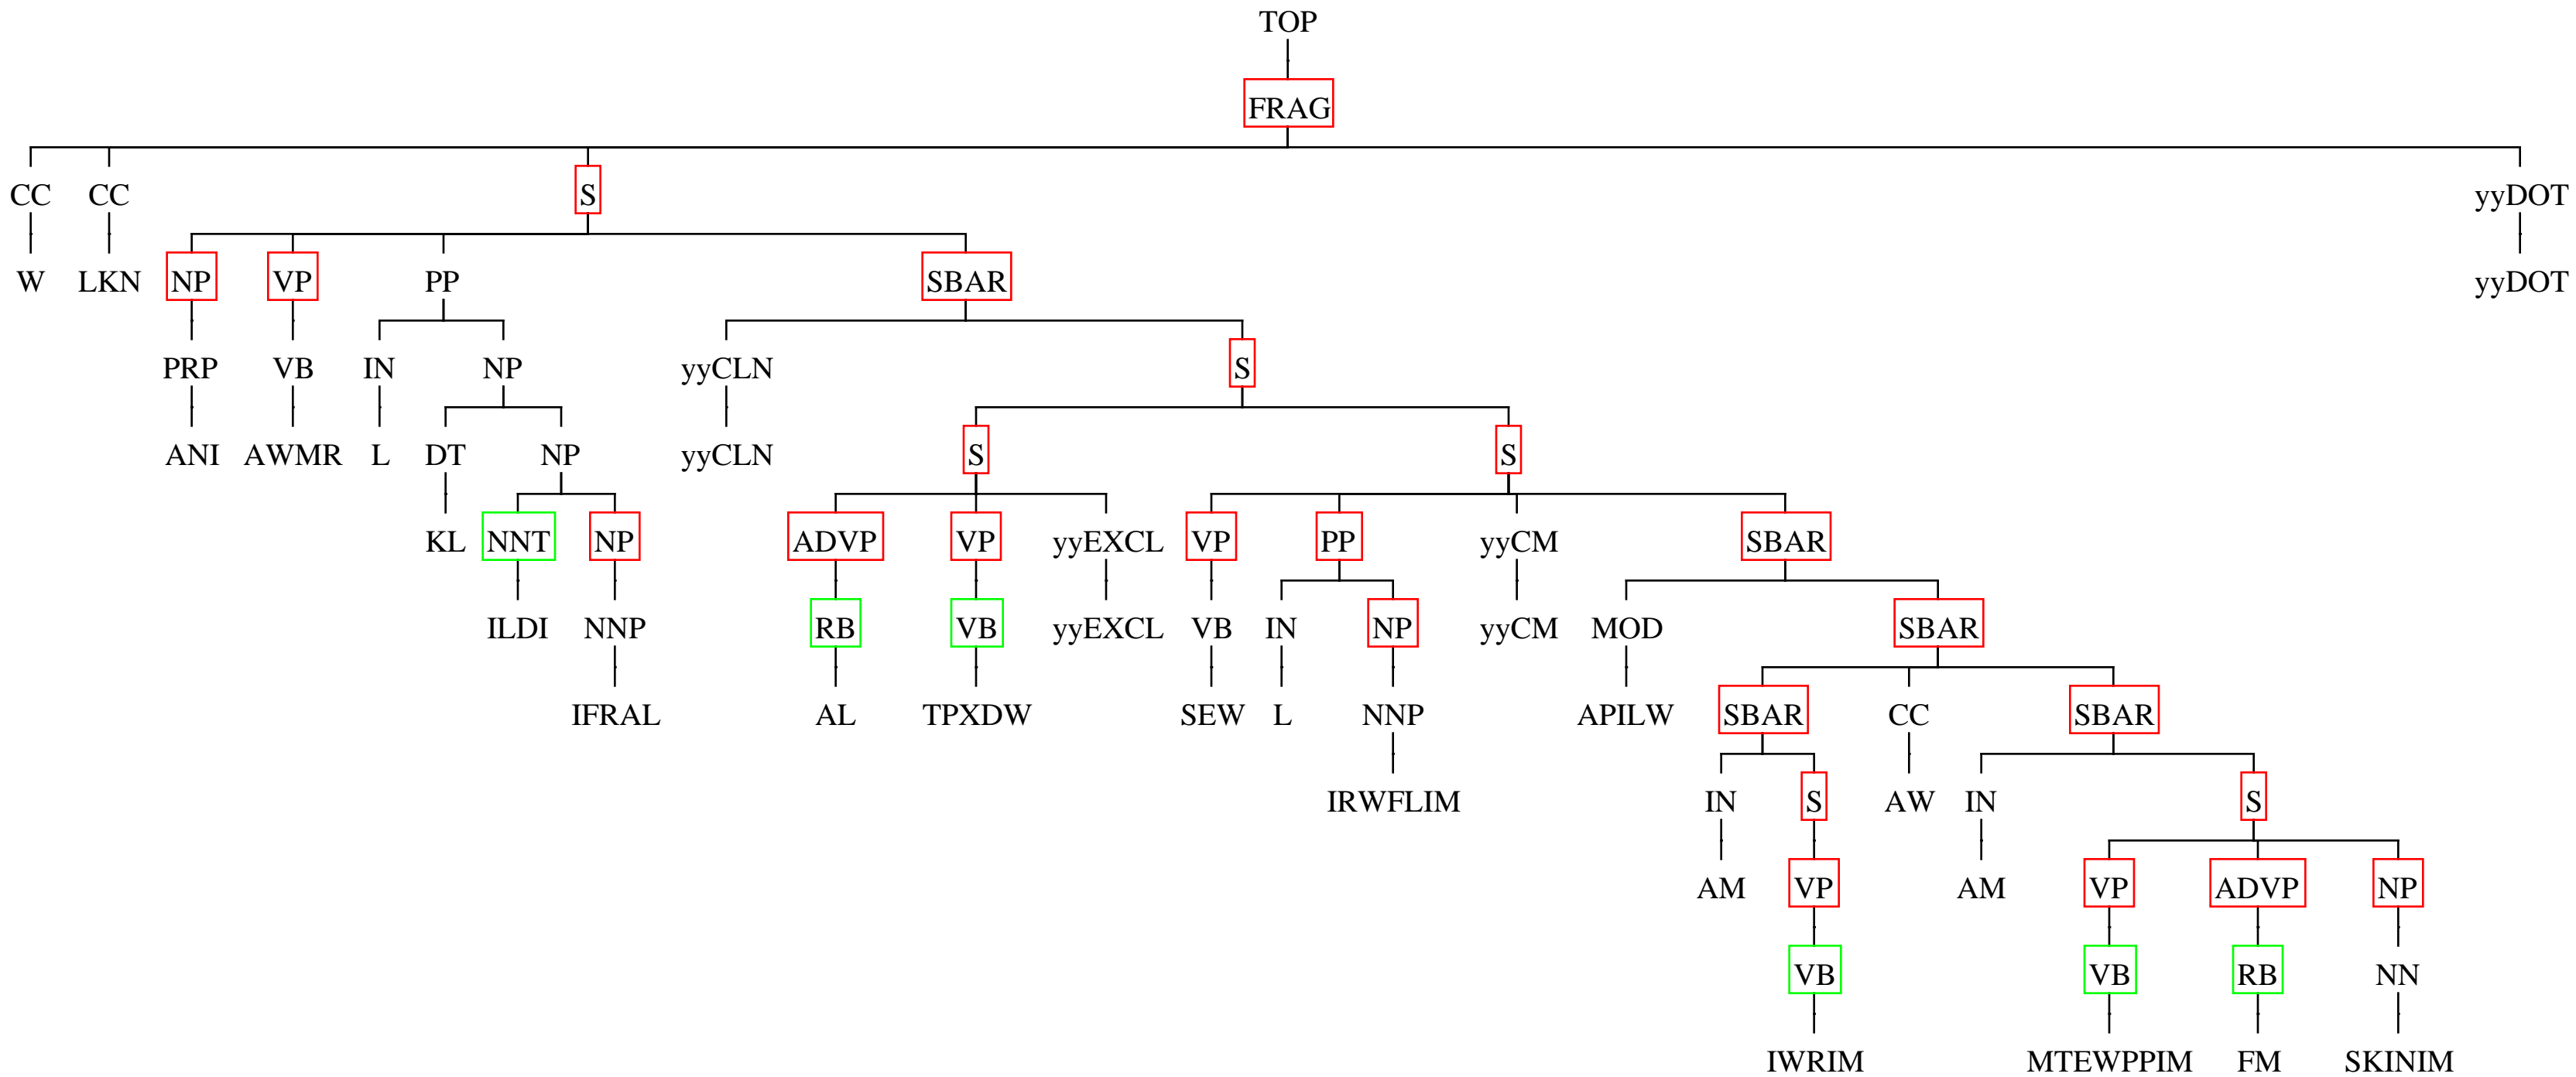 TOP
FRAG
CC CC S yyDOT
W LKN NP VP PP SBAR yyDOT
PRP VB IN NP yyCLN S
ANI AWMR L DT NP yyCLN S S
KL NNT NP ADVP VP yyEXCL VP PP yyCM SBAR
ILDI NNP RB VB yyEXCL VB IN NP yyCM MOD SBAR
IFRAL AL TPXDW SEW L NNP APILW SBAR CC SBAR
IRWFLIM IN S AW IN S
AM VP AM VP ADVP NP
VB VB RB NN
IWRIM MTEWPPIM FM SKINIM